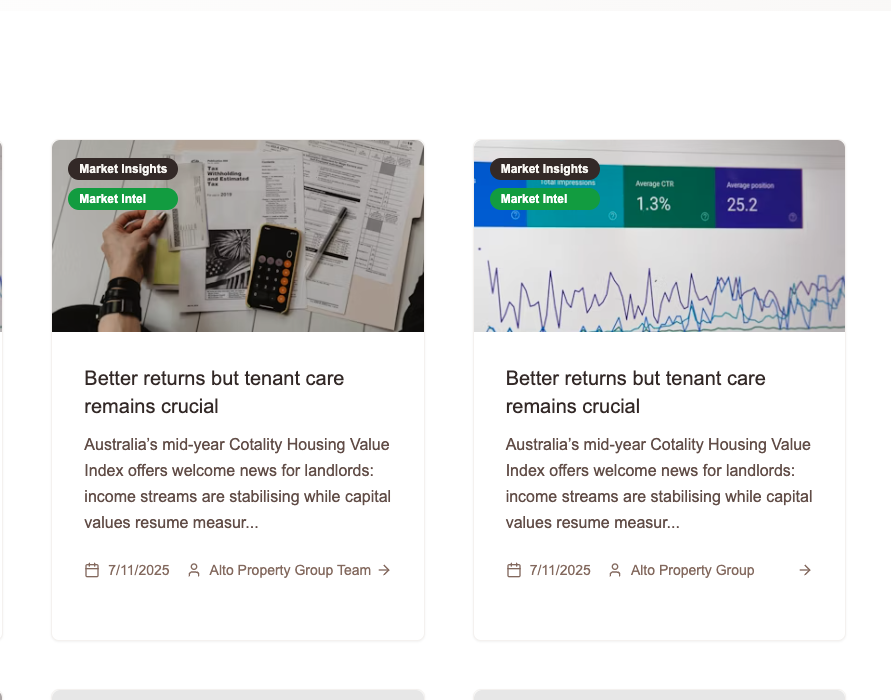 Market Insights
Market Intel
Tax
Withholding
and Estimated
Tax
0
Better returns but tenant care
remains crucial
Australia’s mid-year Cotality Housing Value
Index offers welcome news for landlords:
income streams are stabilising while capital
values resume measur...
7/11/2025 Alto Property Group Team
Market Insights
Market Intel
Total impressions
Average CTR
1.3%
Average position
25.2
Better returns but tenant care
remains crucial
Australia’s mid-year Cotality Housing Value
Index offers welcome news for landlords:
income streams are stabilising while capital
values resume measur...
7/11/2025 Alto Property Group